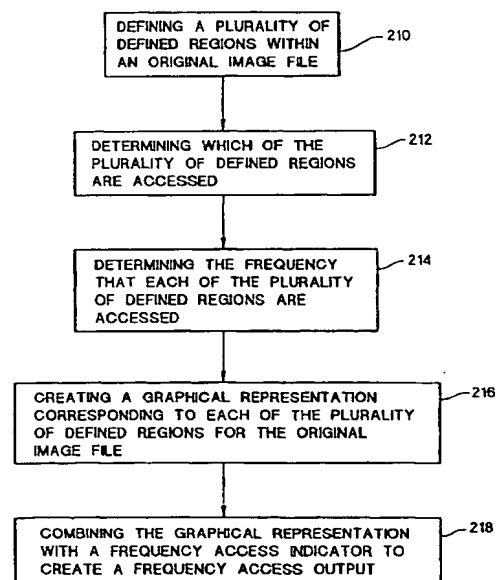 DEFINING A PLURALITY OF
DEFINED REGIONS WITHIN
AN ORIGINAL IMAGE FILE
210
DETERMINING WHICH OF THE
PLURALITY OF DEFINED REGIONS
ARE ACCESSED
212
DETERMINING THE FREQUENCY
THAT EACH OF THE PLURALITY
OF DEFINED REGIONS ARE
ACCESSED
214
CREATING A GRAPHICAL REPRESENTATION
CORRESPONDING TO EACH OF THE PLURALITY
OF DEFINED REGIONS FOR THE ORIGINAL
IMAGE FILE
216
COMBINING THE GRAPHICAL REPRESENTATION
WITH A FREQUENCY ACCESS INDICATOR TO
CREATE A FREQUENCY ACCESS OUTPUT
218